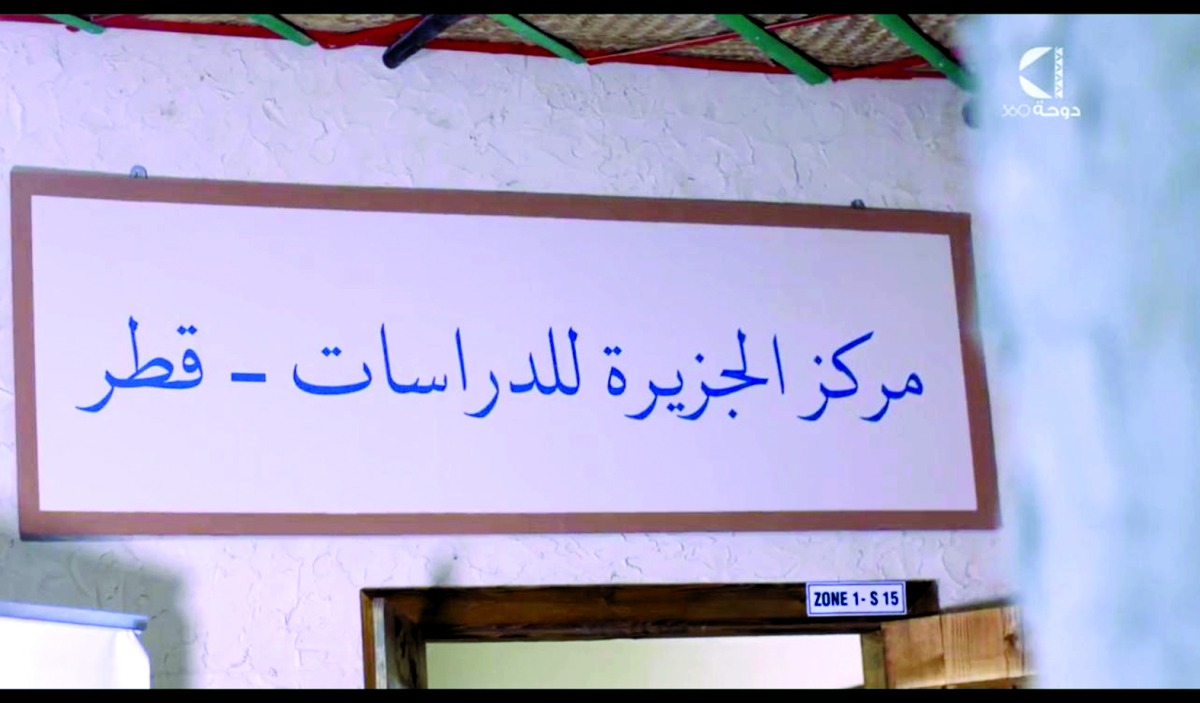 دوحة 360
مركز الجزيرة للدراسات - قطر
ZONE 1- S 15